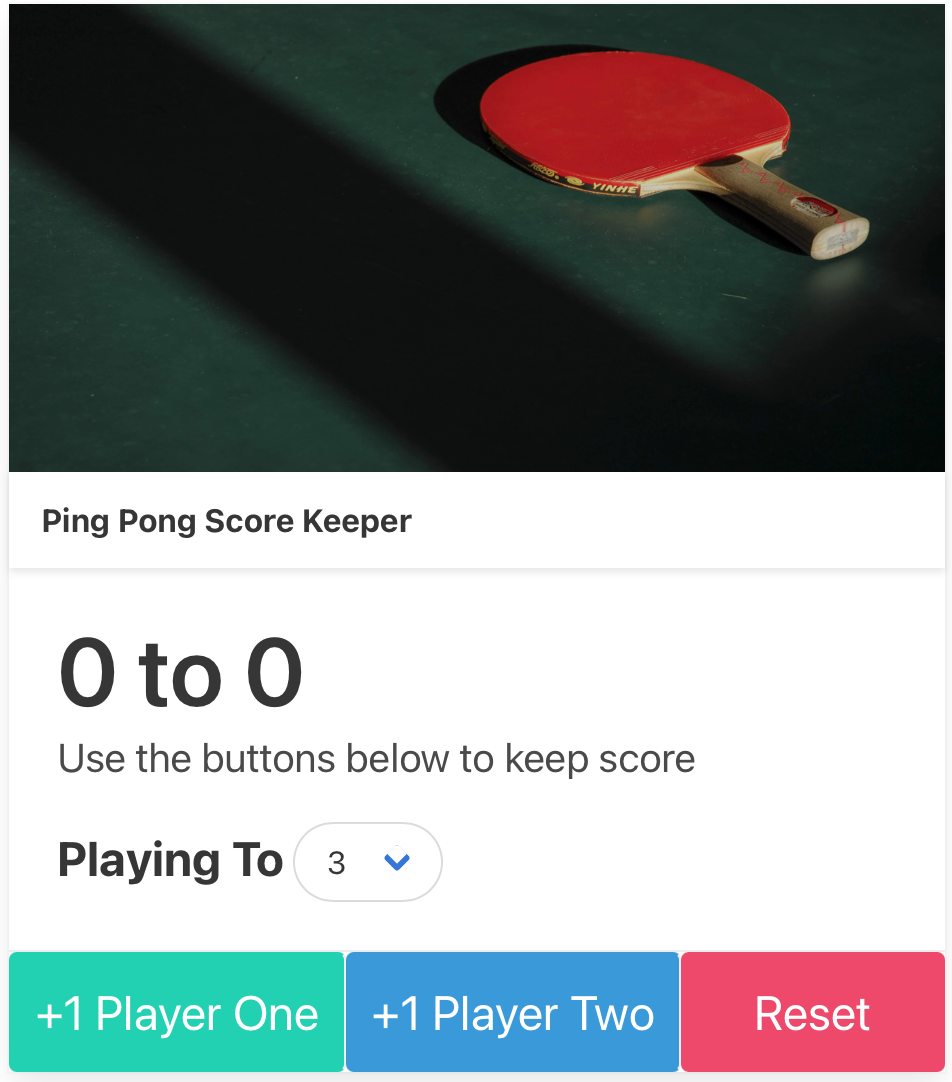 YINHE
Ping Pong Score Keeper
0 to 0
Use the buttons below to keep score
Playing To 3
+1 Player One +1 Player Two Reset